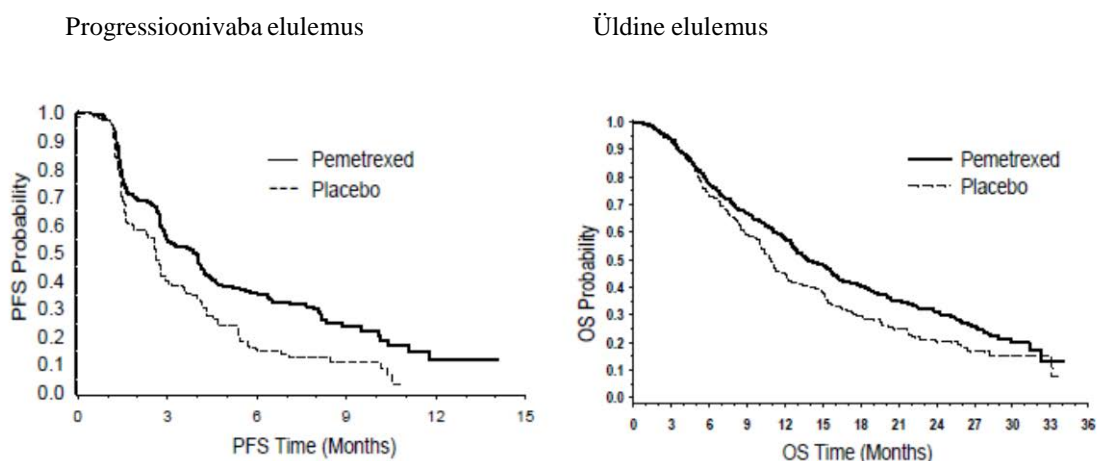 Progressioonivaba elulemus
Üldine elulemus
PFS Probability
1.0
0.9
0.8
0.7
0.6
0.5
0.4
0.3
0.2
0.1
0.0
Pemetrexed
Placebo
0 3 6 9 12 15
PFS Time (Months)
OS Probability
1.0
0.9
0.8
0.7
0.6
0.5
0.4
0.3
0.2
0.1
0.0
Pemetrexed
Placebo
0 3 6 9 12 15 18 21 24 27 30 33 36
OS Time (Months)